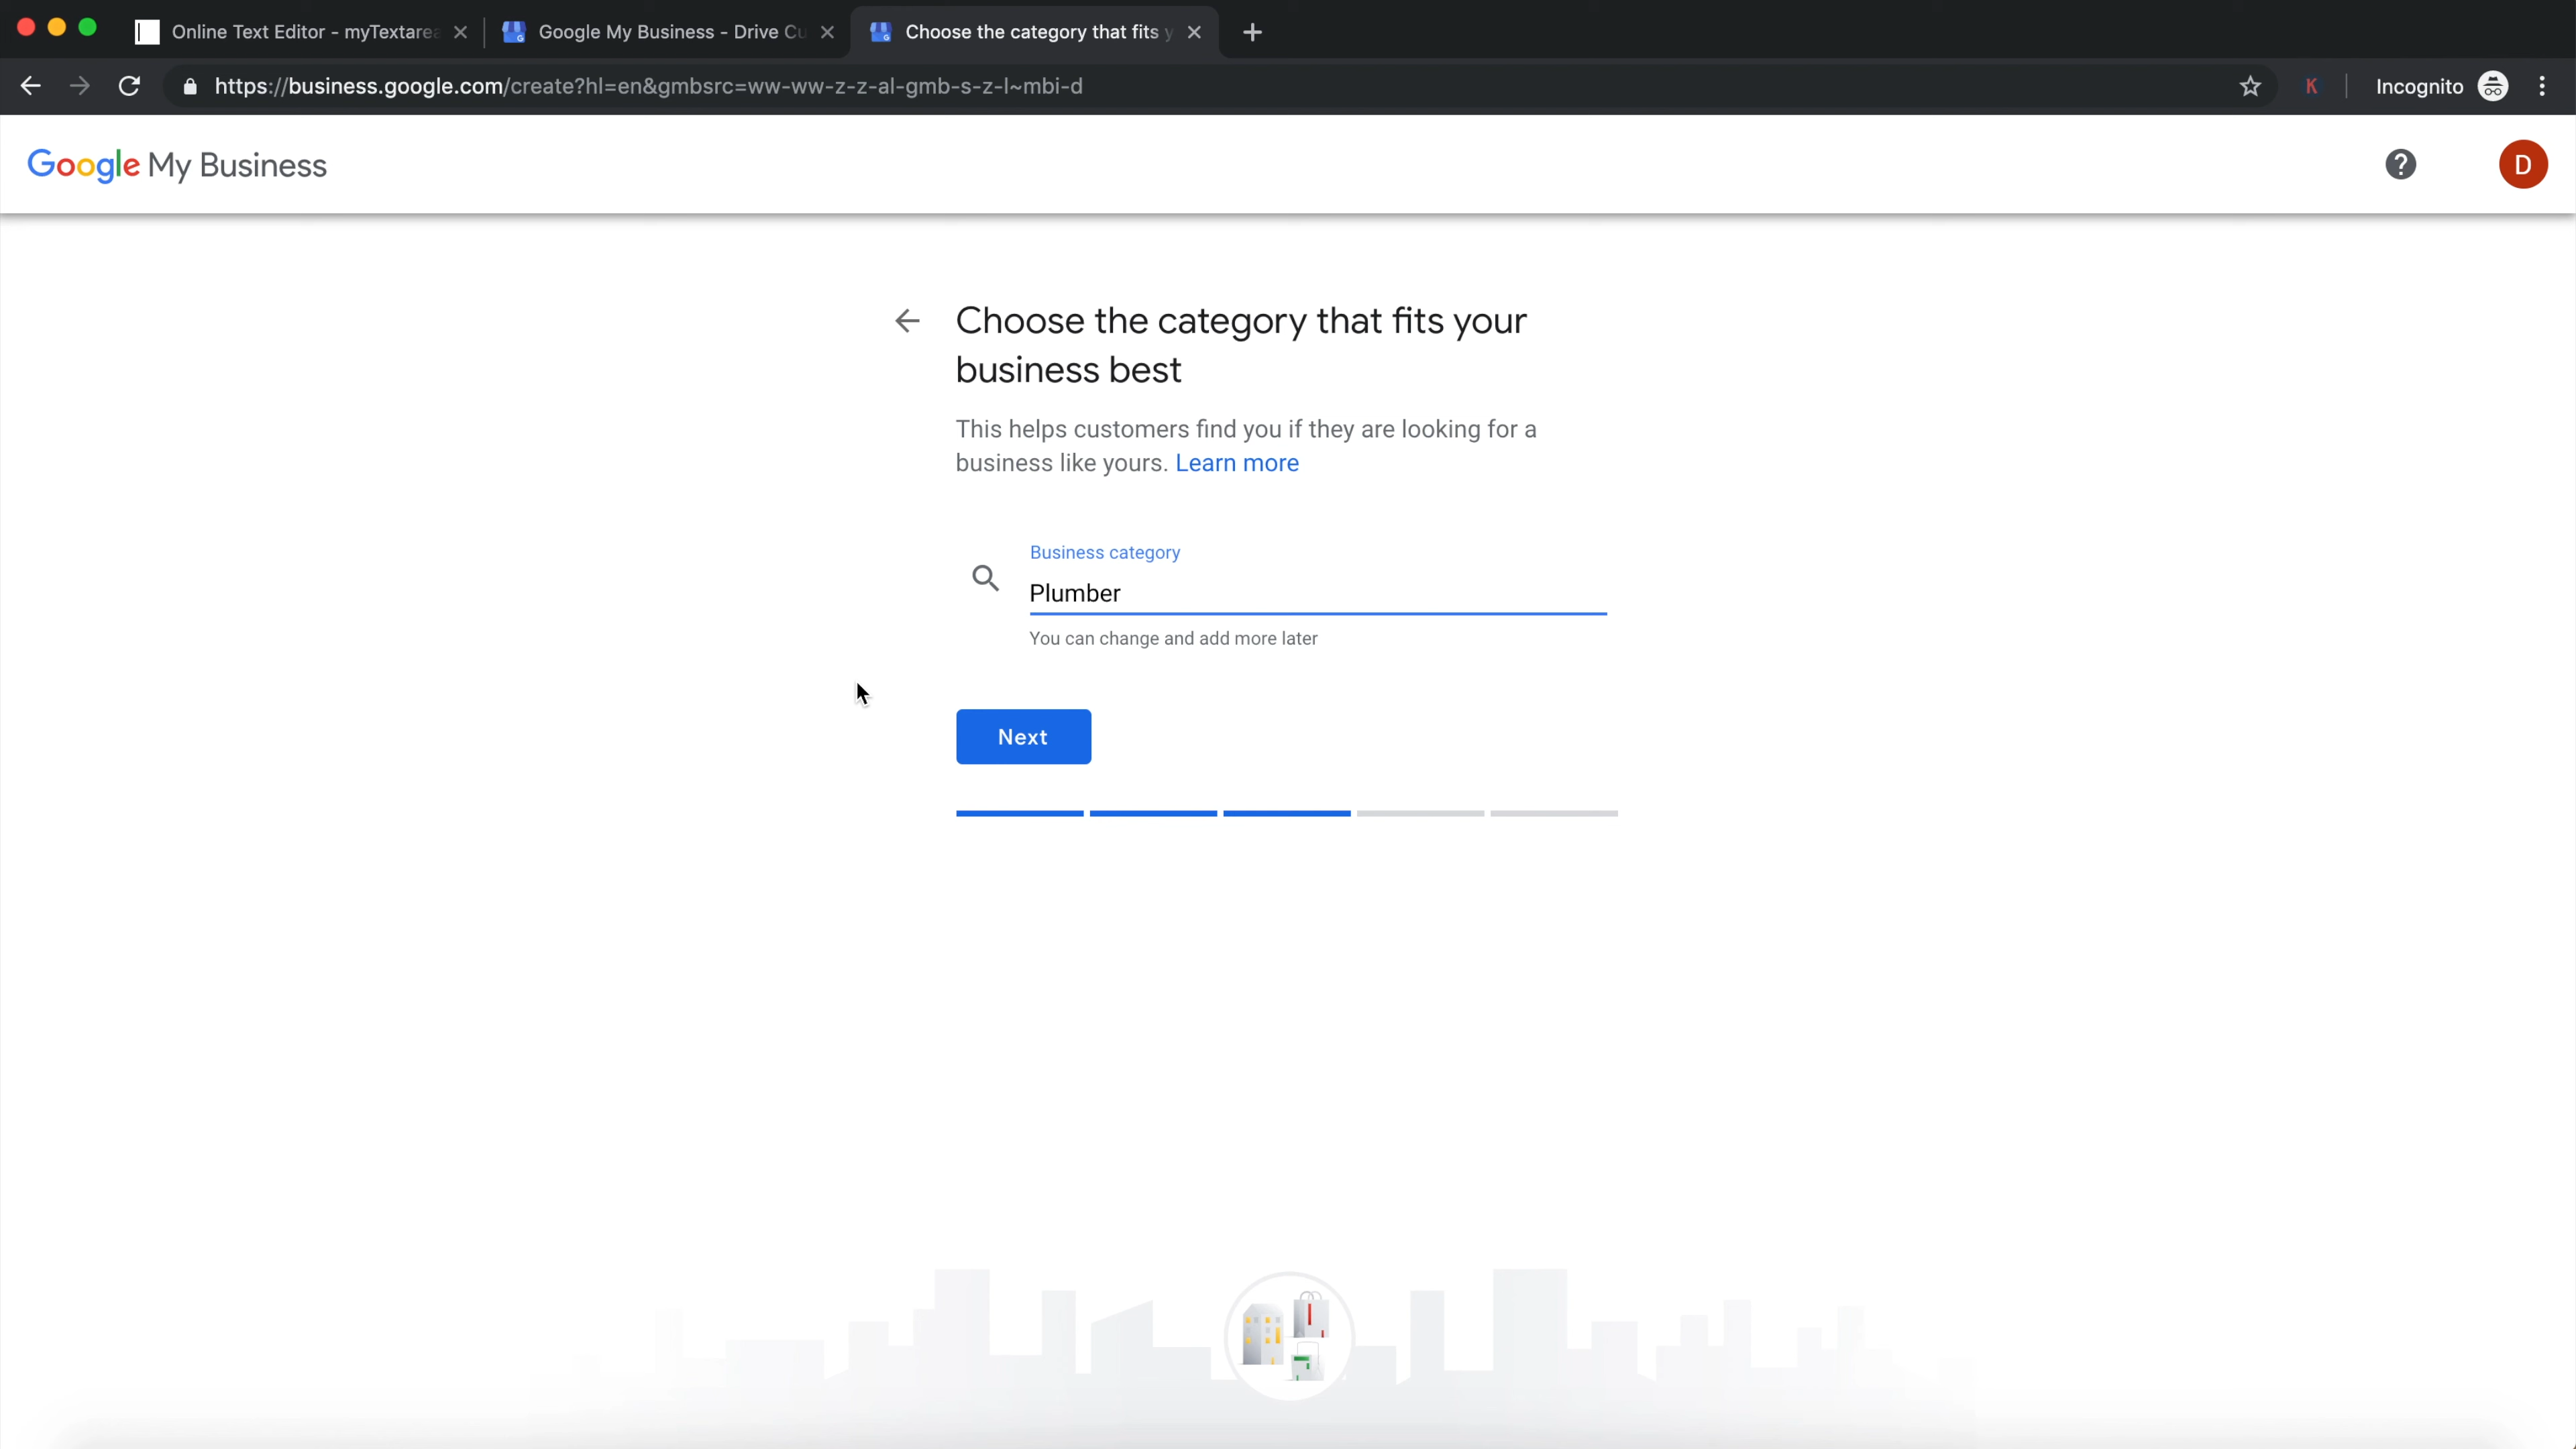 Online Text Editor - myTextarea
Google My Business - Drive Cu
Choose the category that fits y
https://business.google.com/create?hl=en&gmbsrc=ww-ww-z-z-al-gmb-s-z-l~mbi-d
K
Incognito
Google My Business
D
Choose the category that fits your
business best
This helps customers find you if they are looking for a
business like yours. Learn more
Business category
Plumber
You can change and add more later
Next